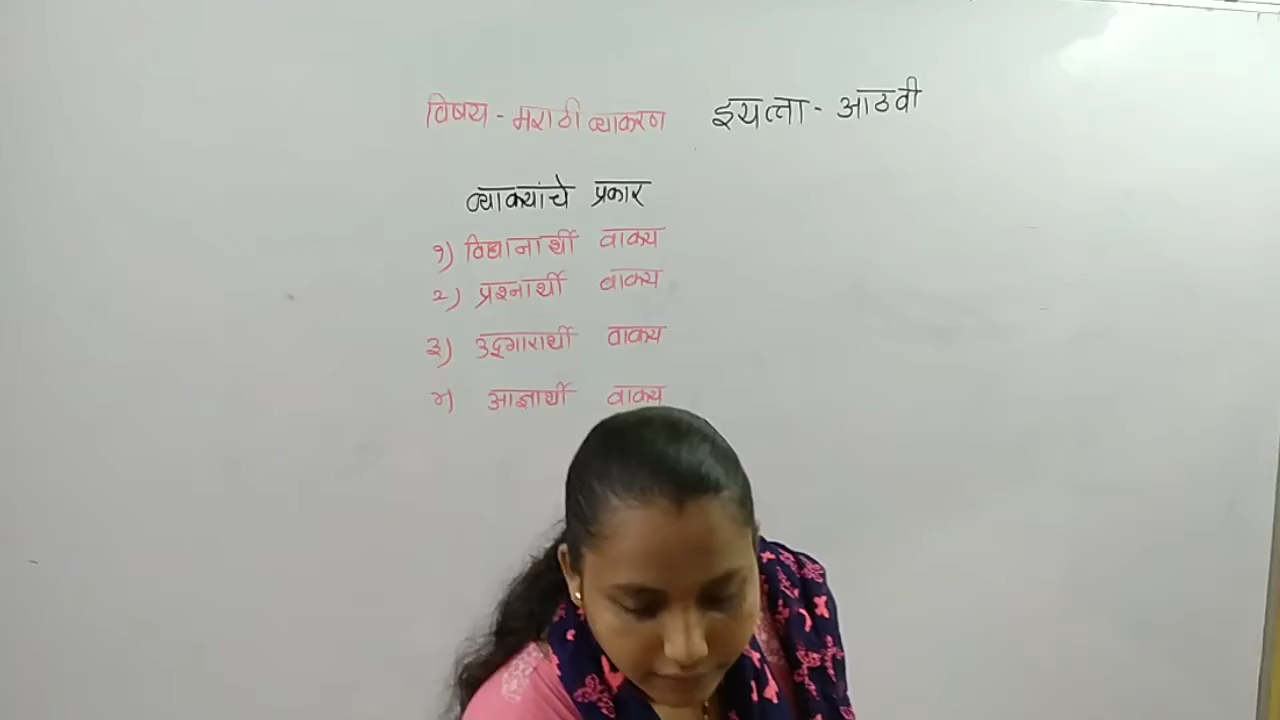 विषय - मराठी व्याकरण इयत्ता - आठवी
व्याक्यांचे प्रकार
१) विद्यानार्थी वाक्य
२) प्रश्नार्थी वाक्य
३) उद्गारार्थी वाक्य
४) आज्ञार्थी वाक्य